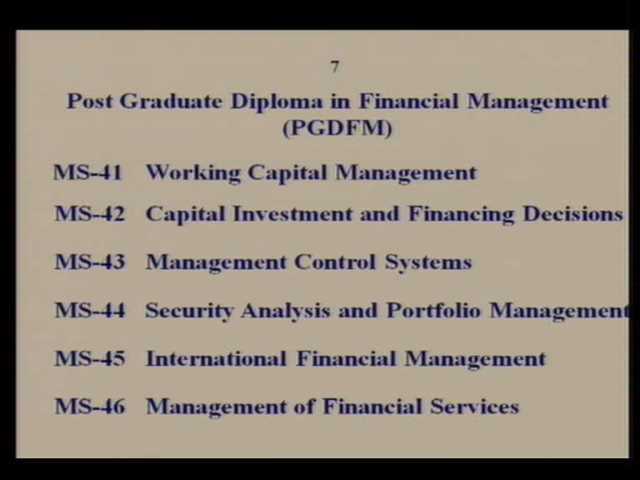 7
Post Graduate Diploma in Financial Management
(PGDFM)
MS-41 Working Capital Management
MS-42 Capital Investment and Financing Decisions
MS-43 Management Control Systems
MS-44 Security Analysis and Portfolio Management
MS-45 International Financial Management
MS-46 Management of Financial Services